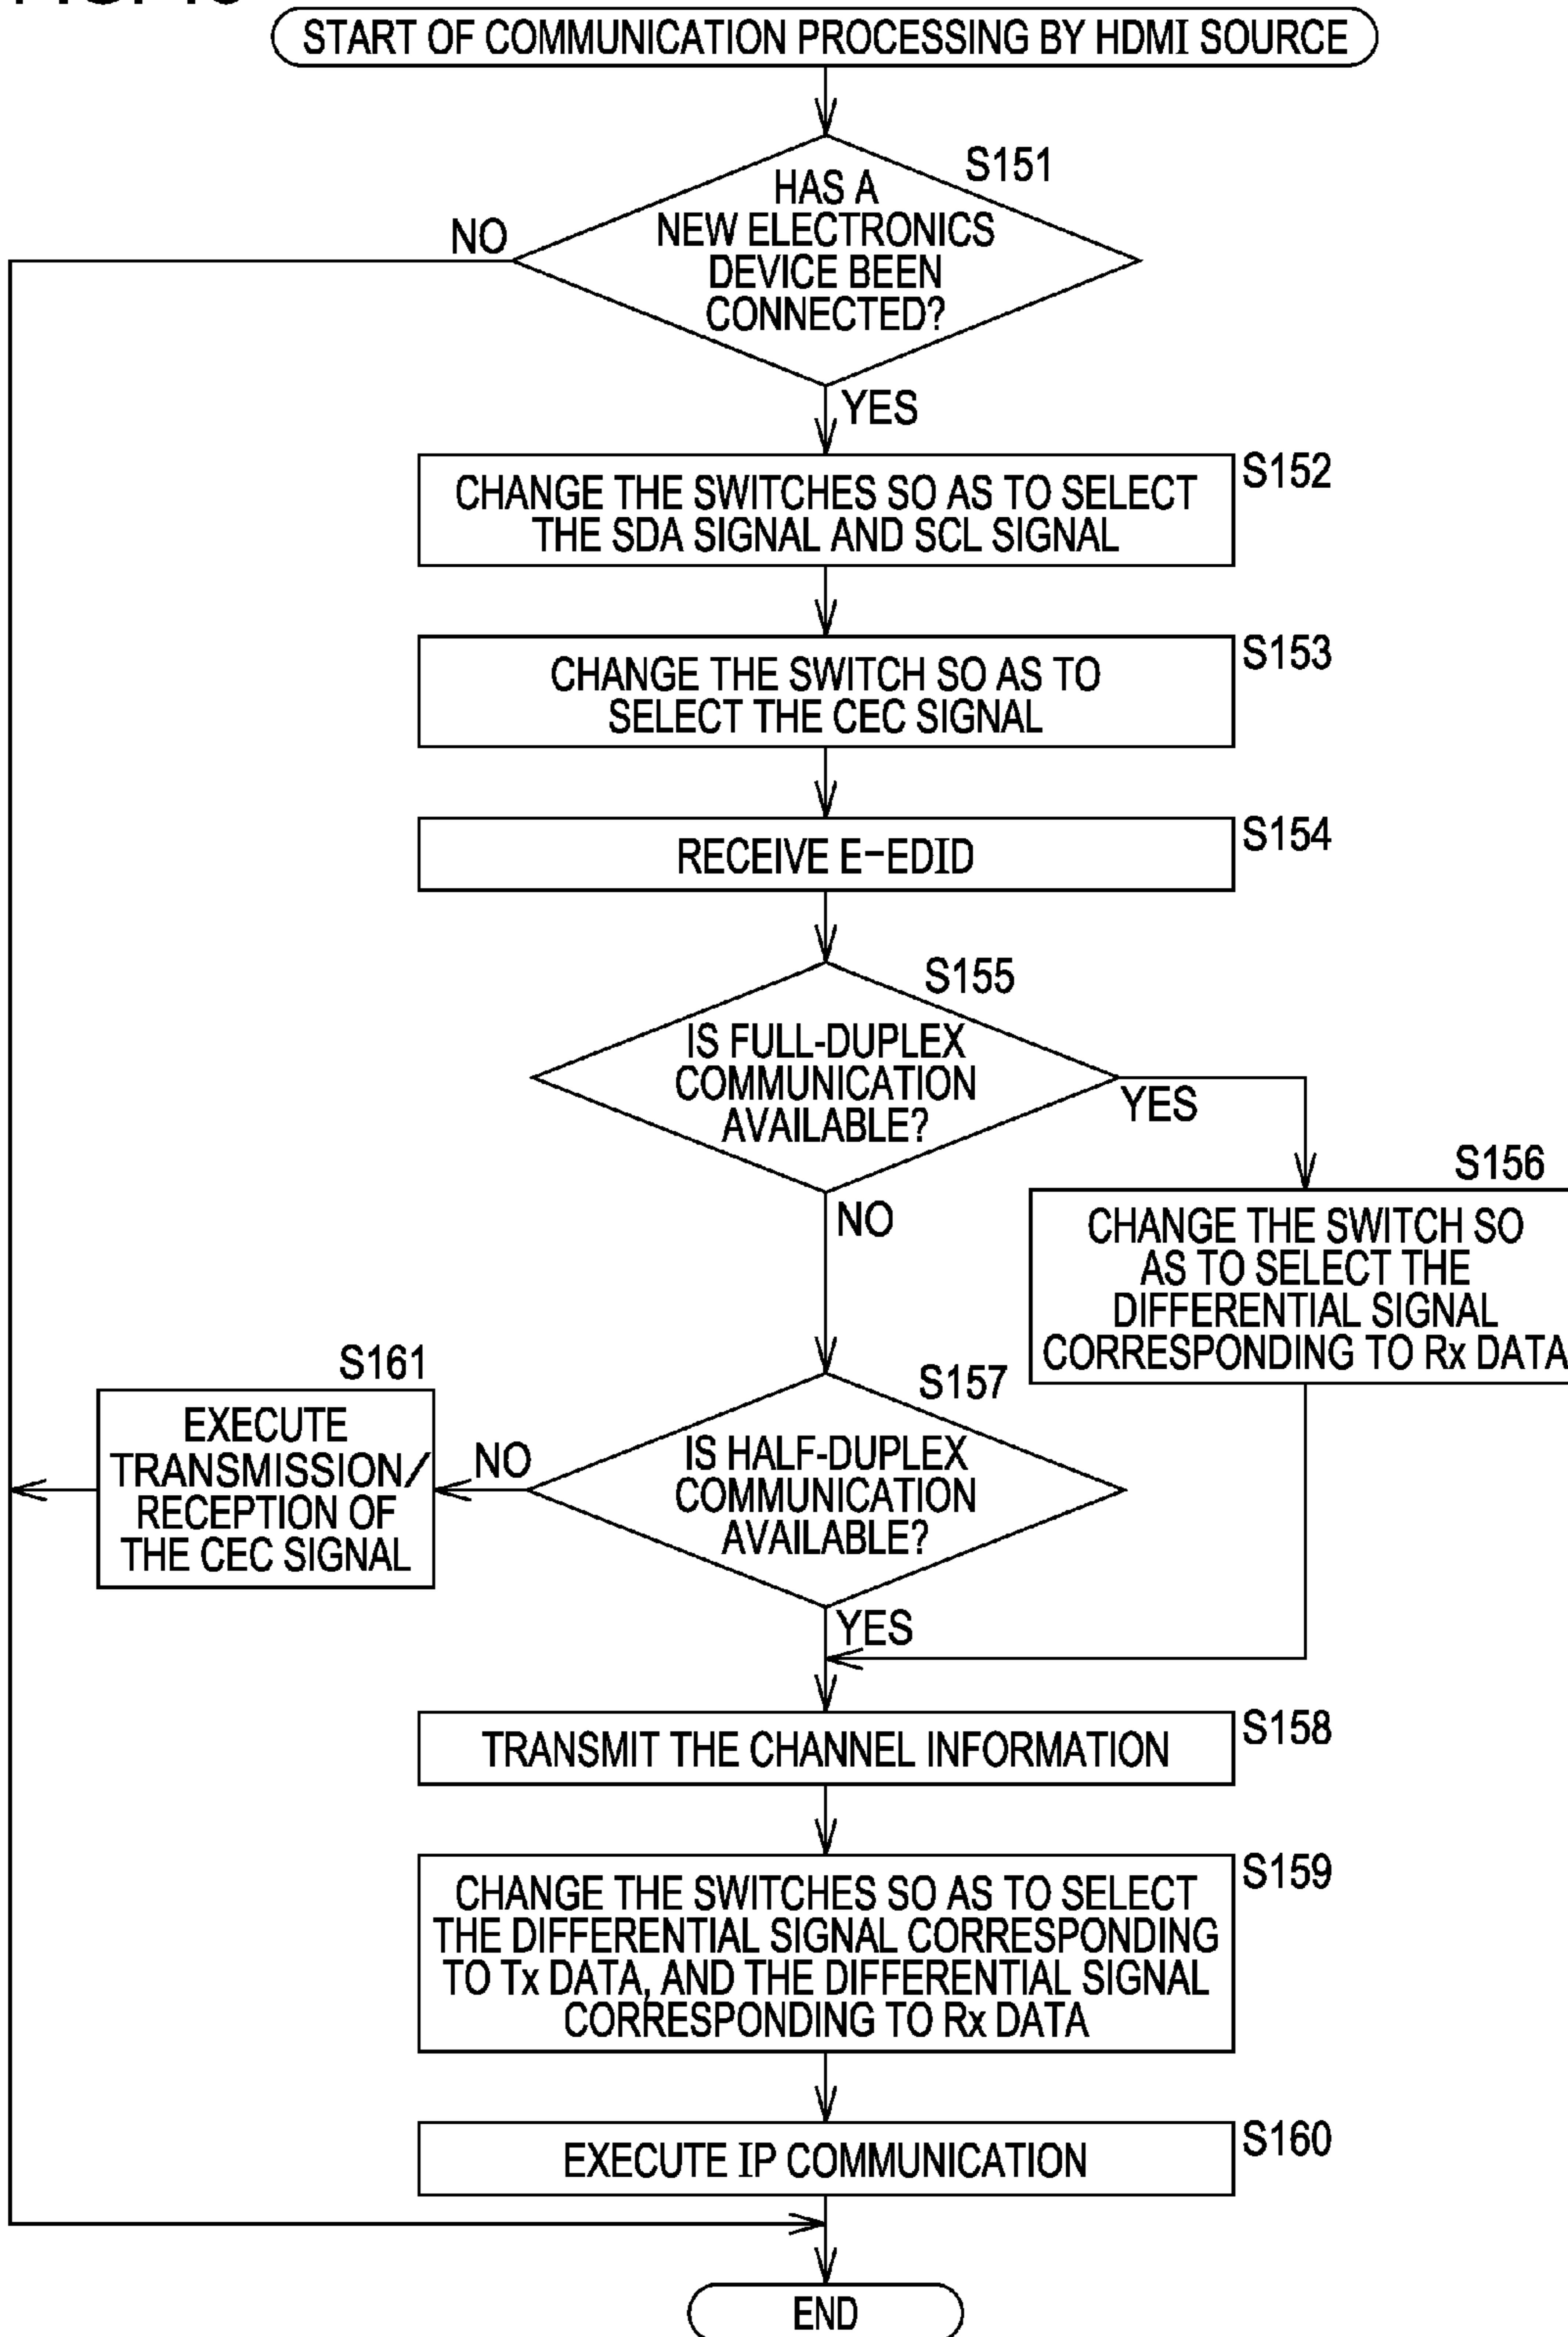 START OF COMMUNICATION PROCESSING BY HDMI SOURCE
S151
HAS A
NEW ELECTRONICS
DEVICE BEEN
CONNECTED?
NO
YES
S152
CHANGE THE SWITCHES SO AS TO SELECT
THE SDA SIGNAL AND SCL SIGNAL
S153
CHANGE THE SWITCH SO AS TO
SELECT THE CEC SIGNAL
S154
RECEIVE E-EDID
S155
IS FULL-DUPLEX
COMMUNICATION
AVAILABLE?
YES
NO
S156
CHANGE THE SWITCH SO
AS TO SELECT THE
DIFFERENTIAL SIGNAL
CORRESPONDING TO Rx DATA
S161
EXECUTE
TRANSMISSION/
RECEPTION OF
THE CEC SIGNAL
NO
S157
IS HALF-DUPLEX
COMMUNICATION
AVAILABLE?
YES
S158
TRANSMIT THE CHANNEL INFORMATION
S159
CHANGE THE SWITCHES SO AS TO SELECT
THE DIFFERENTIAL SIGNAL CORRESPONDING
TO Tx DATA, AND THE DIFFERENTIAL SIGNAL
CORRESPONDING TO Rx DATA
S160
EXECUTE IP COMMUNICATION
END